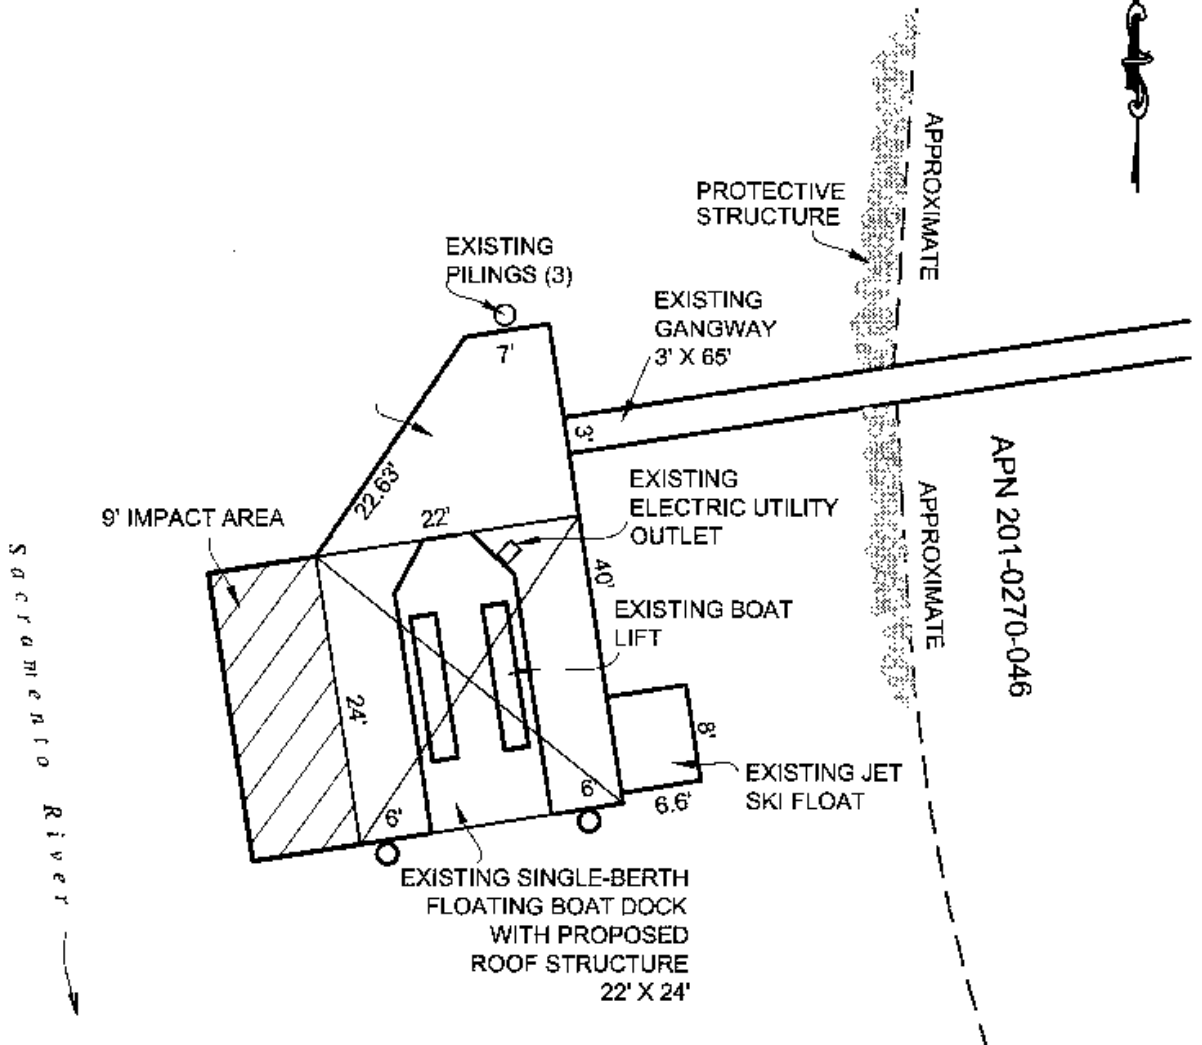 APPROXIMATE
PROTECTIVE
STRUCTURE
EXISTING
PILINGS (3)
EXISTING
GANGWAY
3' X 65'
7'
3'
22.63'
EXISTING
ELECTRIC UTILITY
OUTLET
APN 201-0270-046
APPROXIMATE
9' IMPACT AREA
22'
40'
EXISTING BOAT
LIFT
24'
8'
6'
6'
6.6'
EXISTING JET
SKI FLOAT
Sacramento River
EXISTING SINGLE-BERTH
FLOATING BOAT DOCK
WITH PROPOSED
ROOF STRUCTURE
22' X 24'